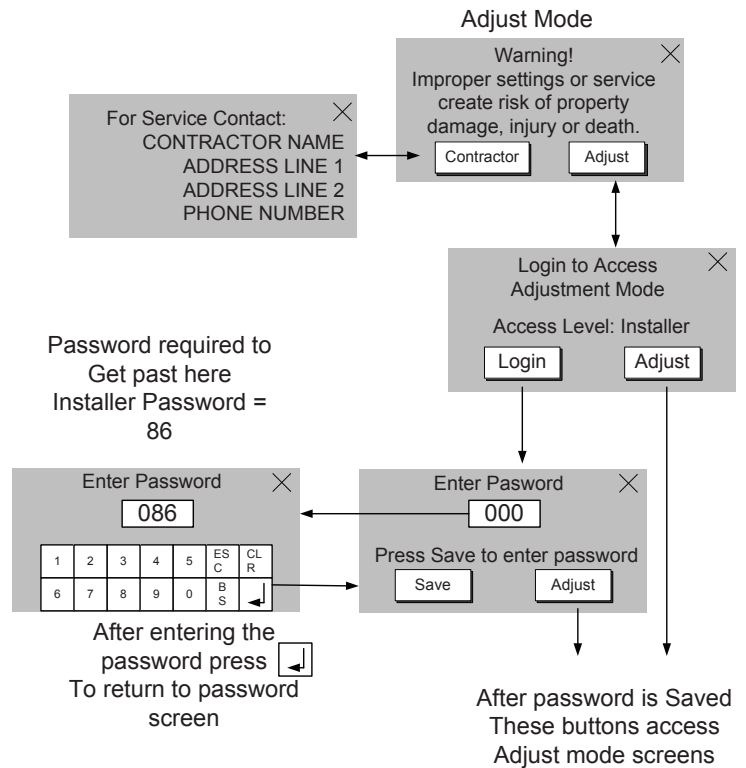 Adjust Mode
Warning!
Improper settings or service
create risk of property
damage, injury or death.
Contractor
Adjust
For Service Contact:
CONTRACTOR NAME
ADDRESS LINE 1
ADDRESS LINE 2
PHONE NUMBER
Login to Access
Adjustment Mode
Access Level: Installer
Login
Adjust
Password required to
Get past here
Installer Password =
86
Enter Password
086
1 2 3 4 5 ES C CL R
6 7 8 9 0 B S
Enter Pasword
000
Press Save to enter password
Save
Adjust
After entering the
password press
To return to password
screen
After password is Saved
These buttons access
Adjust mode screens